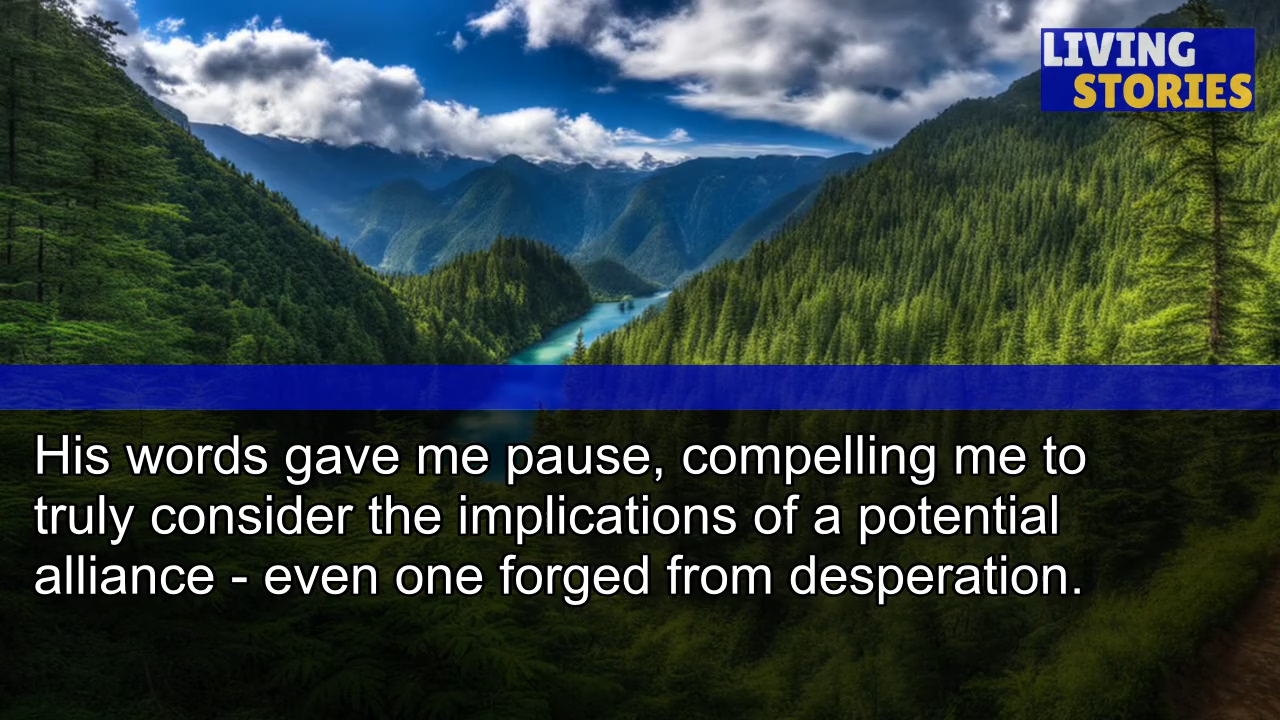 LIVING
STORIES
His words gave me pause, compelling me to
truly consider the implications of a potential
alliance - even one forged from desperation.